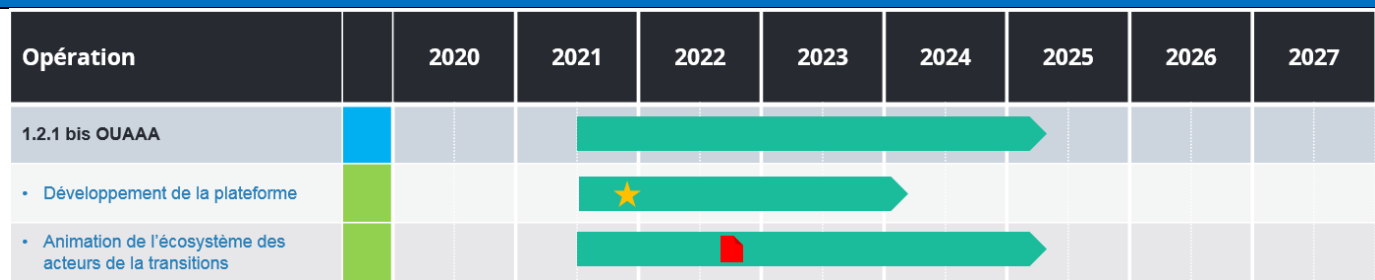 Opération 2020 2021 2022 2023 2024 2025 2026 2027
1.2.1 bis OUAAA
• Développement de la plateforme
• Animation de l'écosystème des
acteurs de la transitions